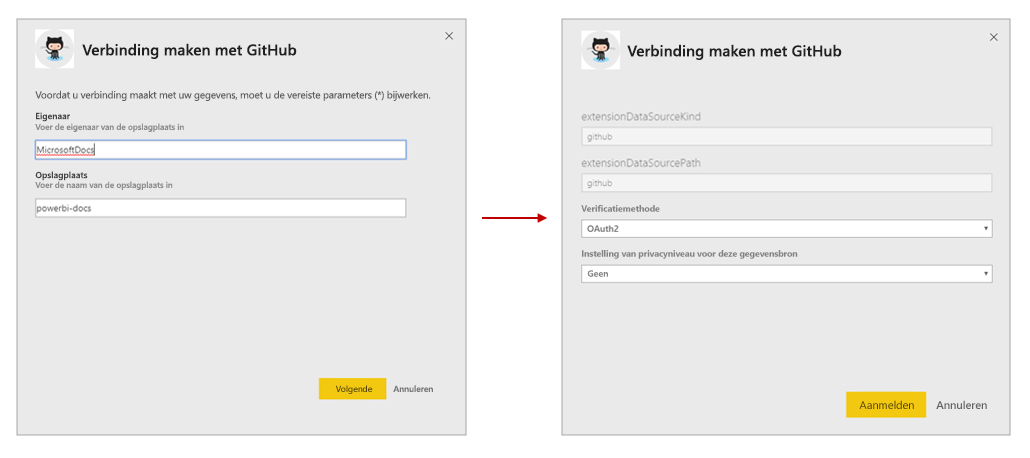 Verbinding maken met GitHub
Voordat u verbinding maakt met uw gegevens, moet u de vereiste parameters (*) bijwerken.
Eigenaar
Voer de eigenaar van de opslagplaats in
MicrosoftDocs
Opslagplaats
Voer de naam van de opslagplaats in
powerbi-docs
Volgende Annuleren
Verbinding maken met GitHub
extensionDataSourceKind
github
extensionDataSourcePath
github
Verificatiemethode
OAuth2
Instelling van privacyniveau voor deze gegevensbron
Geen
Aanmelden Annuleren